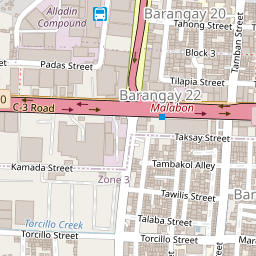 Alladin
Compound
Barangay 20
Tahong Street
Block 3
Padas Street
Tilapia Street
Tamban Street
Barangay 22
Malabon
C-3 Road
Taksay Street
Tambakol Alley
Kamada Street
Zone 3
Tawilis Street
Torcillo Creek
Talaba Street
Torcillo Street
Street